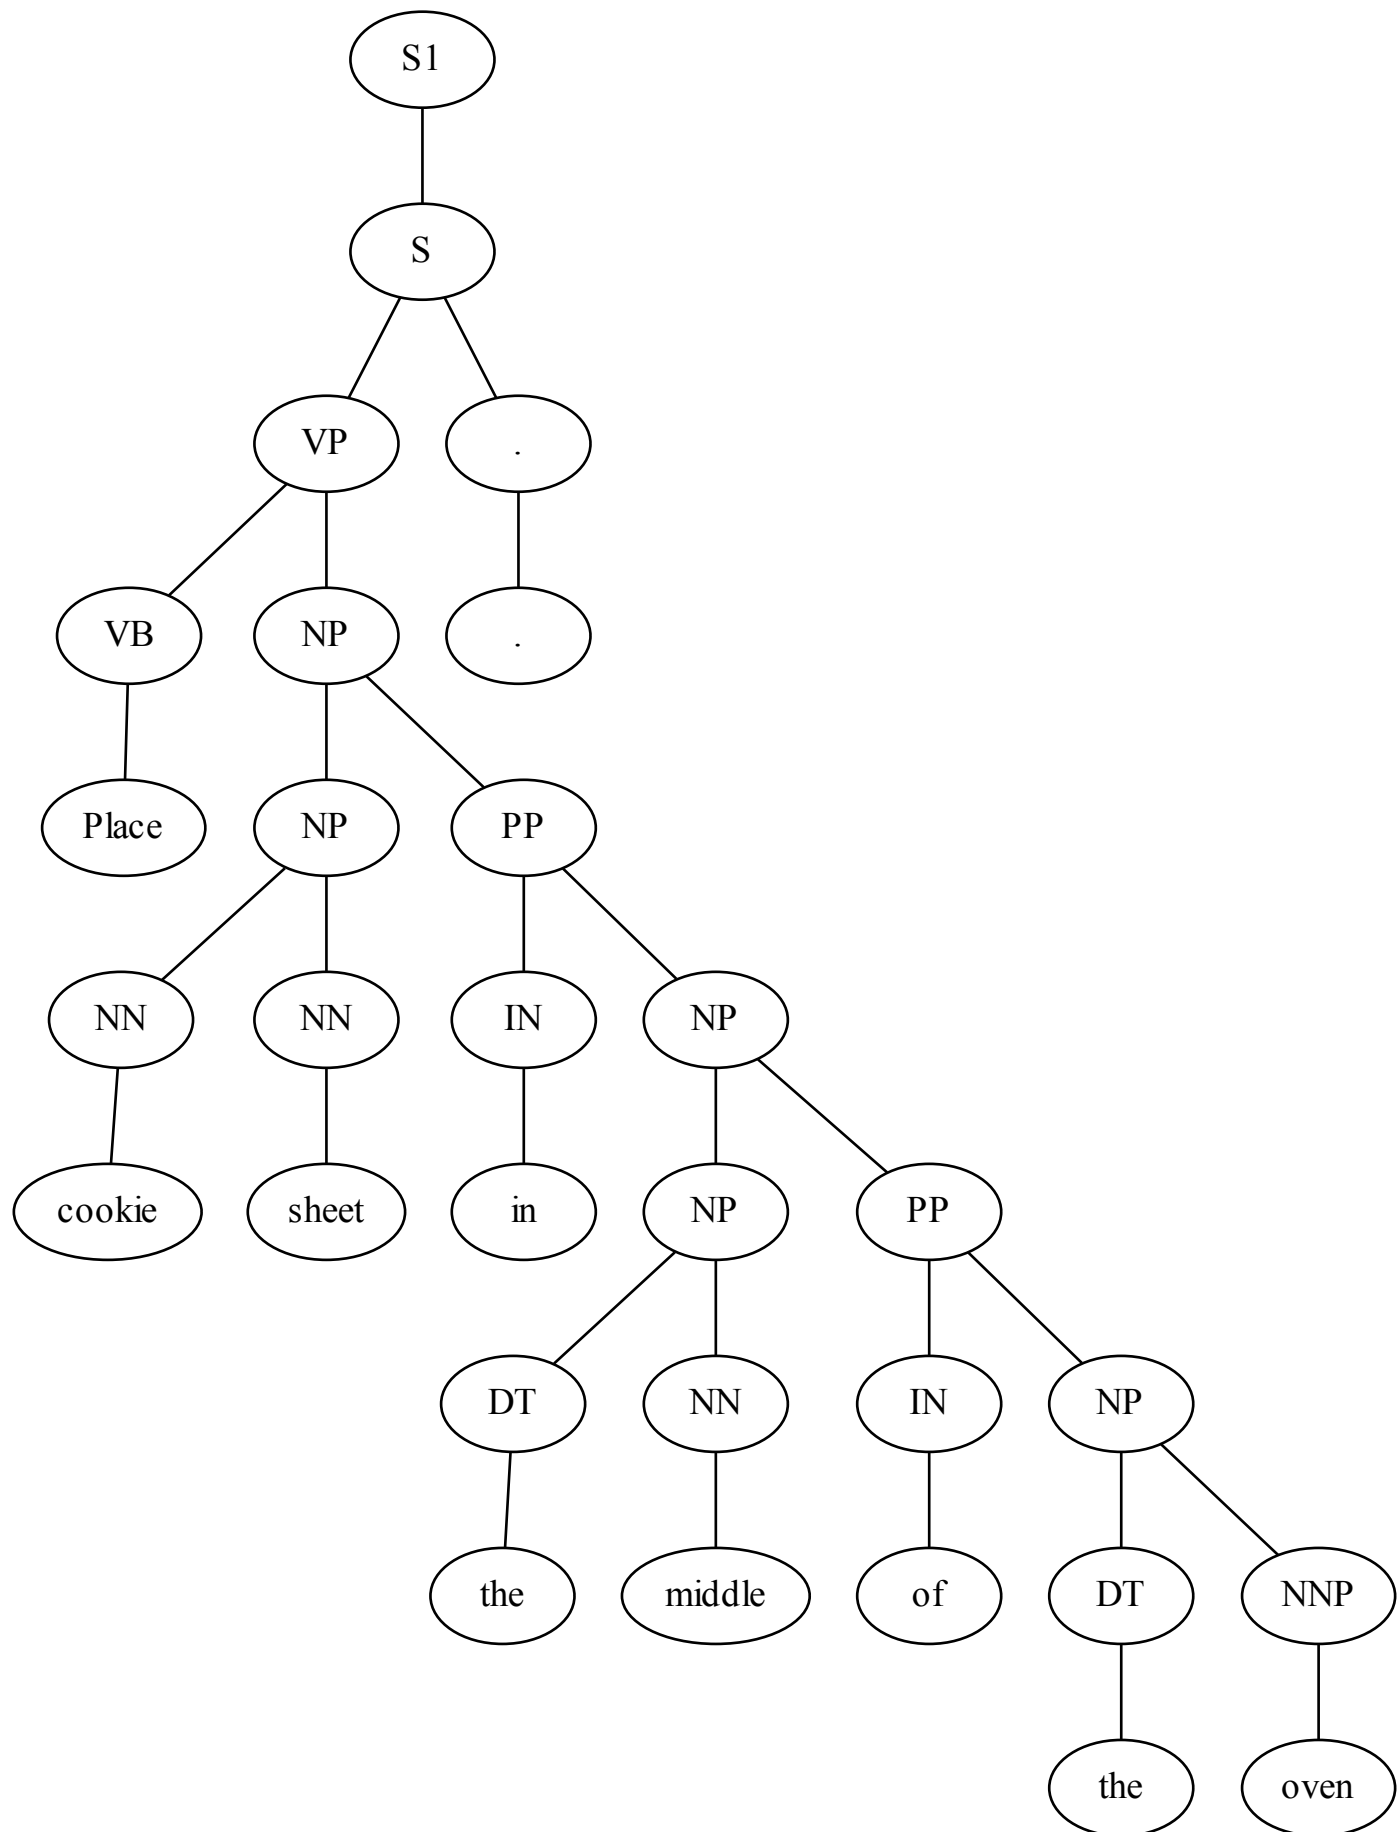 S1
S
VP .
VB NP .
Place NP PP
NN NN IN NP
cookie sheet in NP PP
DT NN IN NP
the middle of DT NNP
the oven